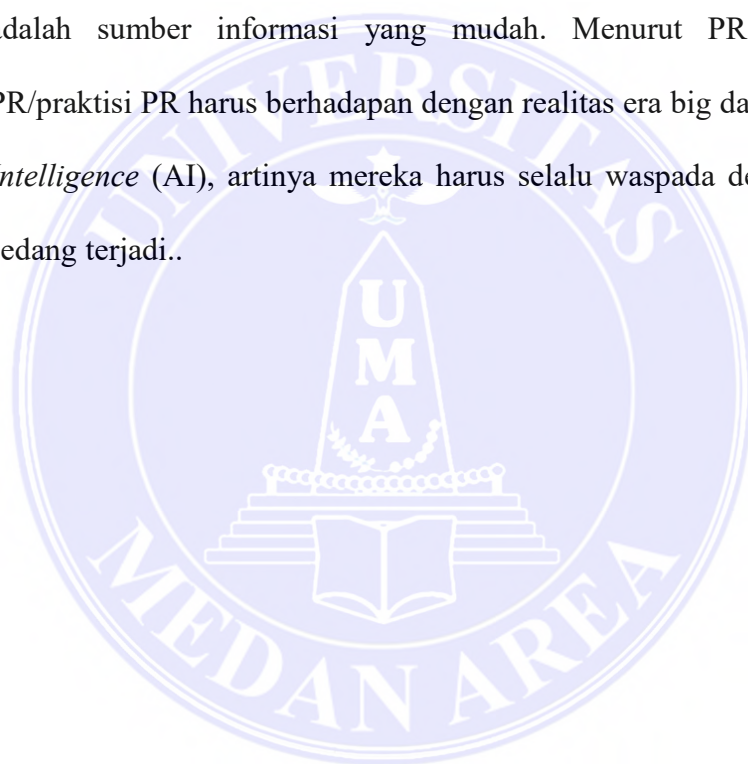 adalah sumber informasi yang mudah. Menurut PR
PR/praktisi PR harus berhadapan dengan realitas era big da
Intelligence (AI), artinya mereka harus selalu waspada de
sedang terjadi..
UNIVERSITAS
U
M
A
MEDAN AREA